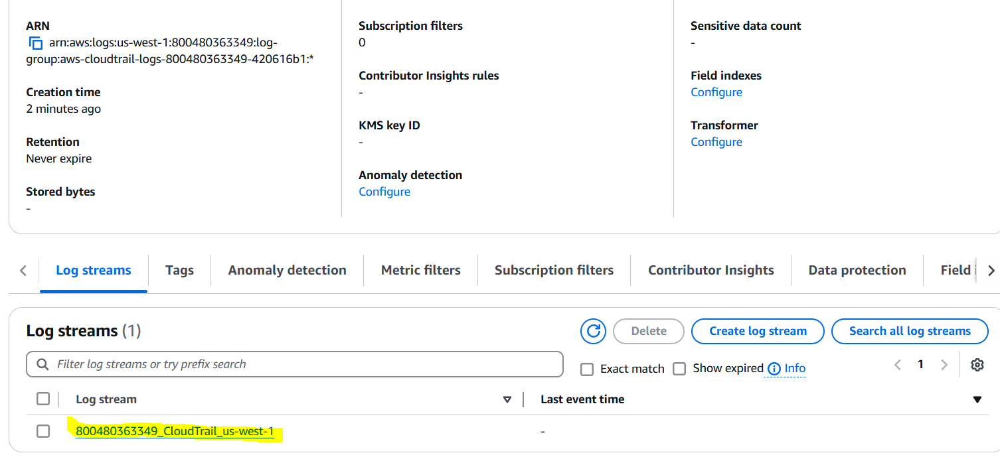 ARN
arn:aws:logs:us-west-1:800480363349:log-
group:aws-cloudtrail-logs-800480363349-420616b1:*
Creation time
2 minutes ago
Retention
Never expire
Stored bytes
-
Subscription filters
0
Contributor Insights rules
-
KMS key ID
-
Anomaly detection
Configure
Sensitive data count
-
Field indexes
Configure
Transformer
Configure
Log streams
Tags
Anomaly detection
Metric filters
Subscription filters
Contributor Insights
Data protection
Field i
Log streams (1)
Delete
Create log stream
Search all log streams
Filter log streams or try prefix search
Exact match
Show expired
Info
1
Log stream
Last event time
800480363349_CloudTrail_us-west-1
-